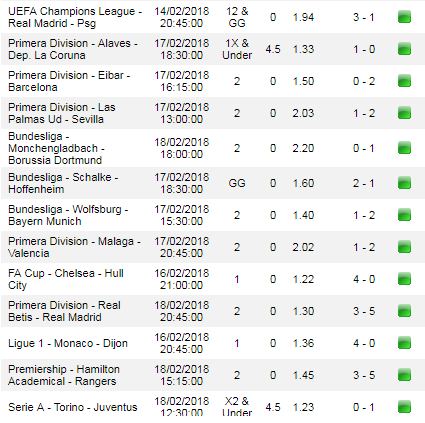 UEFA Champions League - 14/02/2018 12 &
Real Madrid - Psg 20:45:00 GG 0 1.94 3 - 1
Primera Division - Alaves - 17/02/2018 1X &
Dep. La Coruna 18:30:00 Under 4.5 1.33 1 - 0
Primera Division - Eibar - 17/02/2018
Barcelona 16:15:00 2 0 1.50 0 - 2
Primera Division - Las 17/02/2018
Palmas Ud - Sevilla 13:00:00 2 0 2.03 1 - 2
Bundesliga -
Monchengladbach - 18/02/2018
Borussia Dortmund 18:00:00 2 0 2.20 0 - 1
Bundesliga - Schalke - 17/02/2018
Hoffenheim 18:30:00 GG 0 1.60 2 - 1
Bundesliga - Wolfsburg - 17/02/2018
Bayern Munich 15:30:00 2 0 1.40 1 - 2
Primera Division - Malaga - 17/02/2018
Valencia 20:45:00 2 0 2.02 1 - 2
FA Cup - Chelsea - Hull 16/02/2018
City 21:00:00 1 0 1.22 4 - 0
Primera Division - Real 18/02/2018
Betis - Real Madrid 20:45:00 2 0 1.30 3 - 5
Ligue 1 - Monaco - Dijon 16/02/2018
20:45:00 1 0 1.36 4 - 0
Premiership - Hamilton 18/02/2018
Academical - Rangers 15:15:00 2 0 1.45 3 - 5
Serie A - Torino - Juventus 18/02/2018 X2 &
12:30:00 Under 4.5 1.23 0 - 1